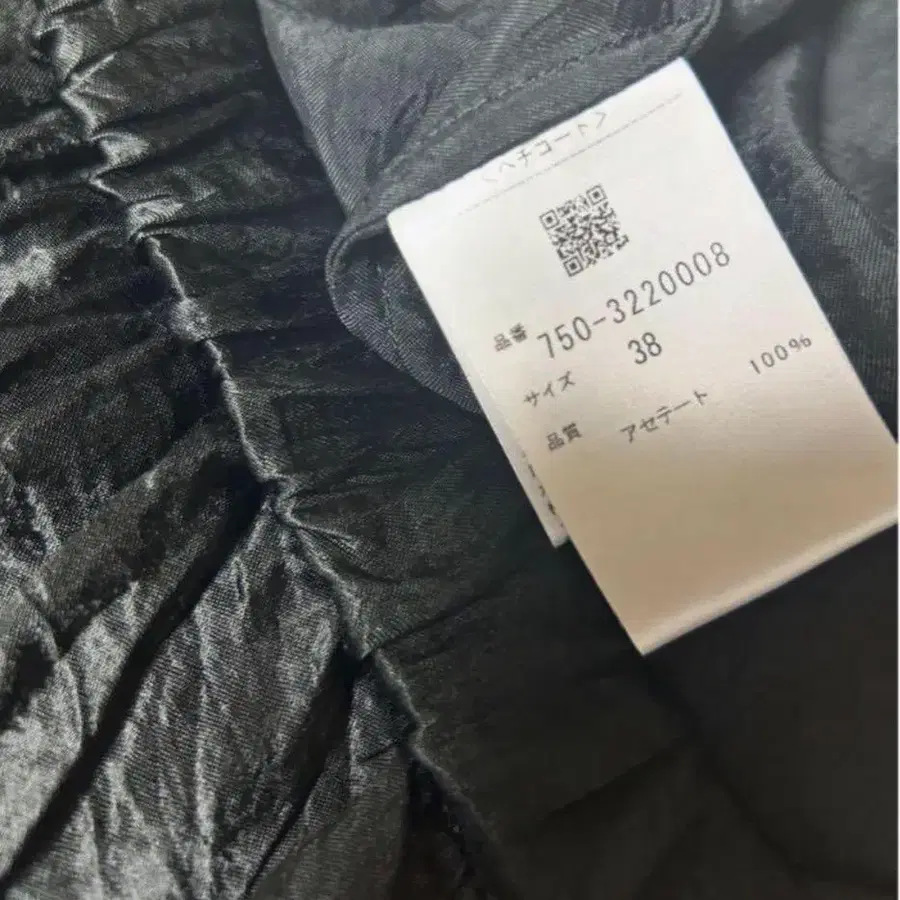 <ヘチコート>
品番 750-3220008
サイズ 38
品質 アセテート 100%